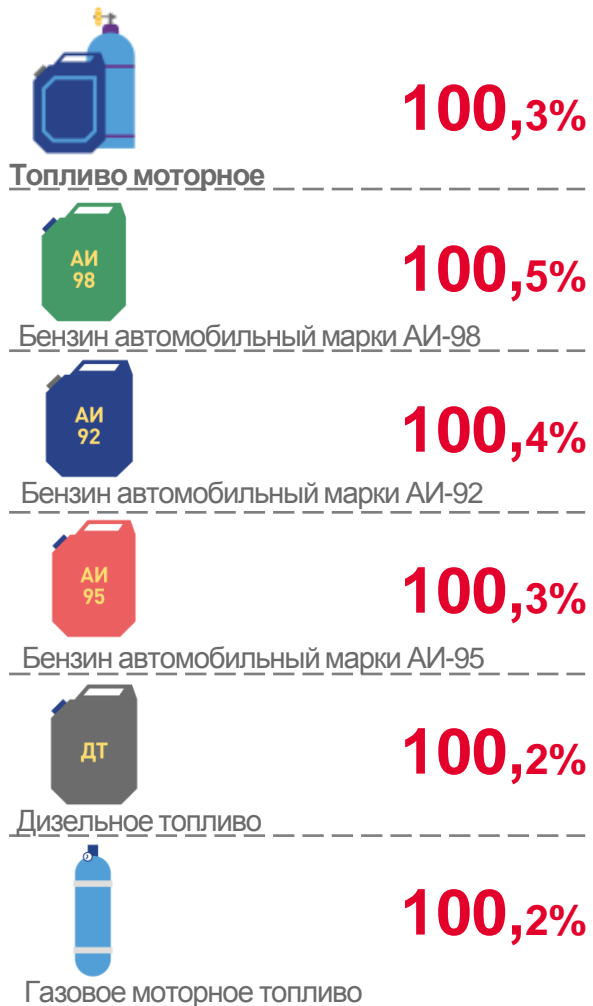 100,3%
Топливо моторное
АИ
98
100,5%
Бензин автомобильный марки АИ-98
АИ
92
100,4%
Бензин автомобильный марки АИ-92
АИ
95
100,3%
Бензин автомобильный марки АИ-95
ДТ
100,2%
Дизельное топливо
100,2%
Газовое моторное топливо